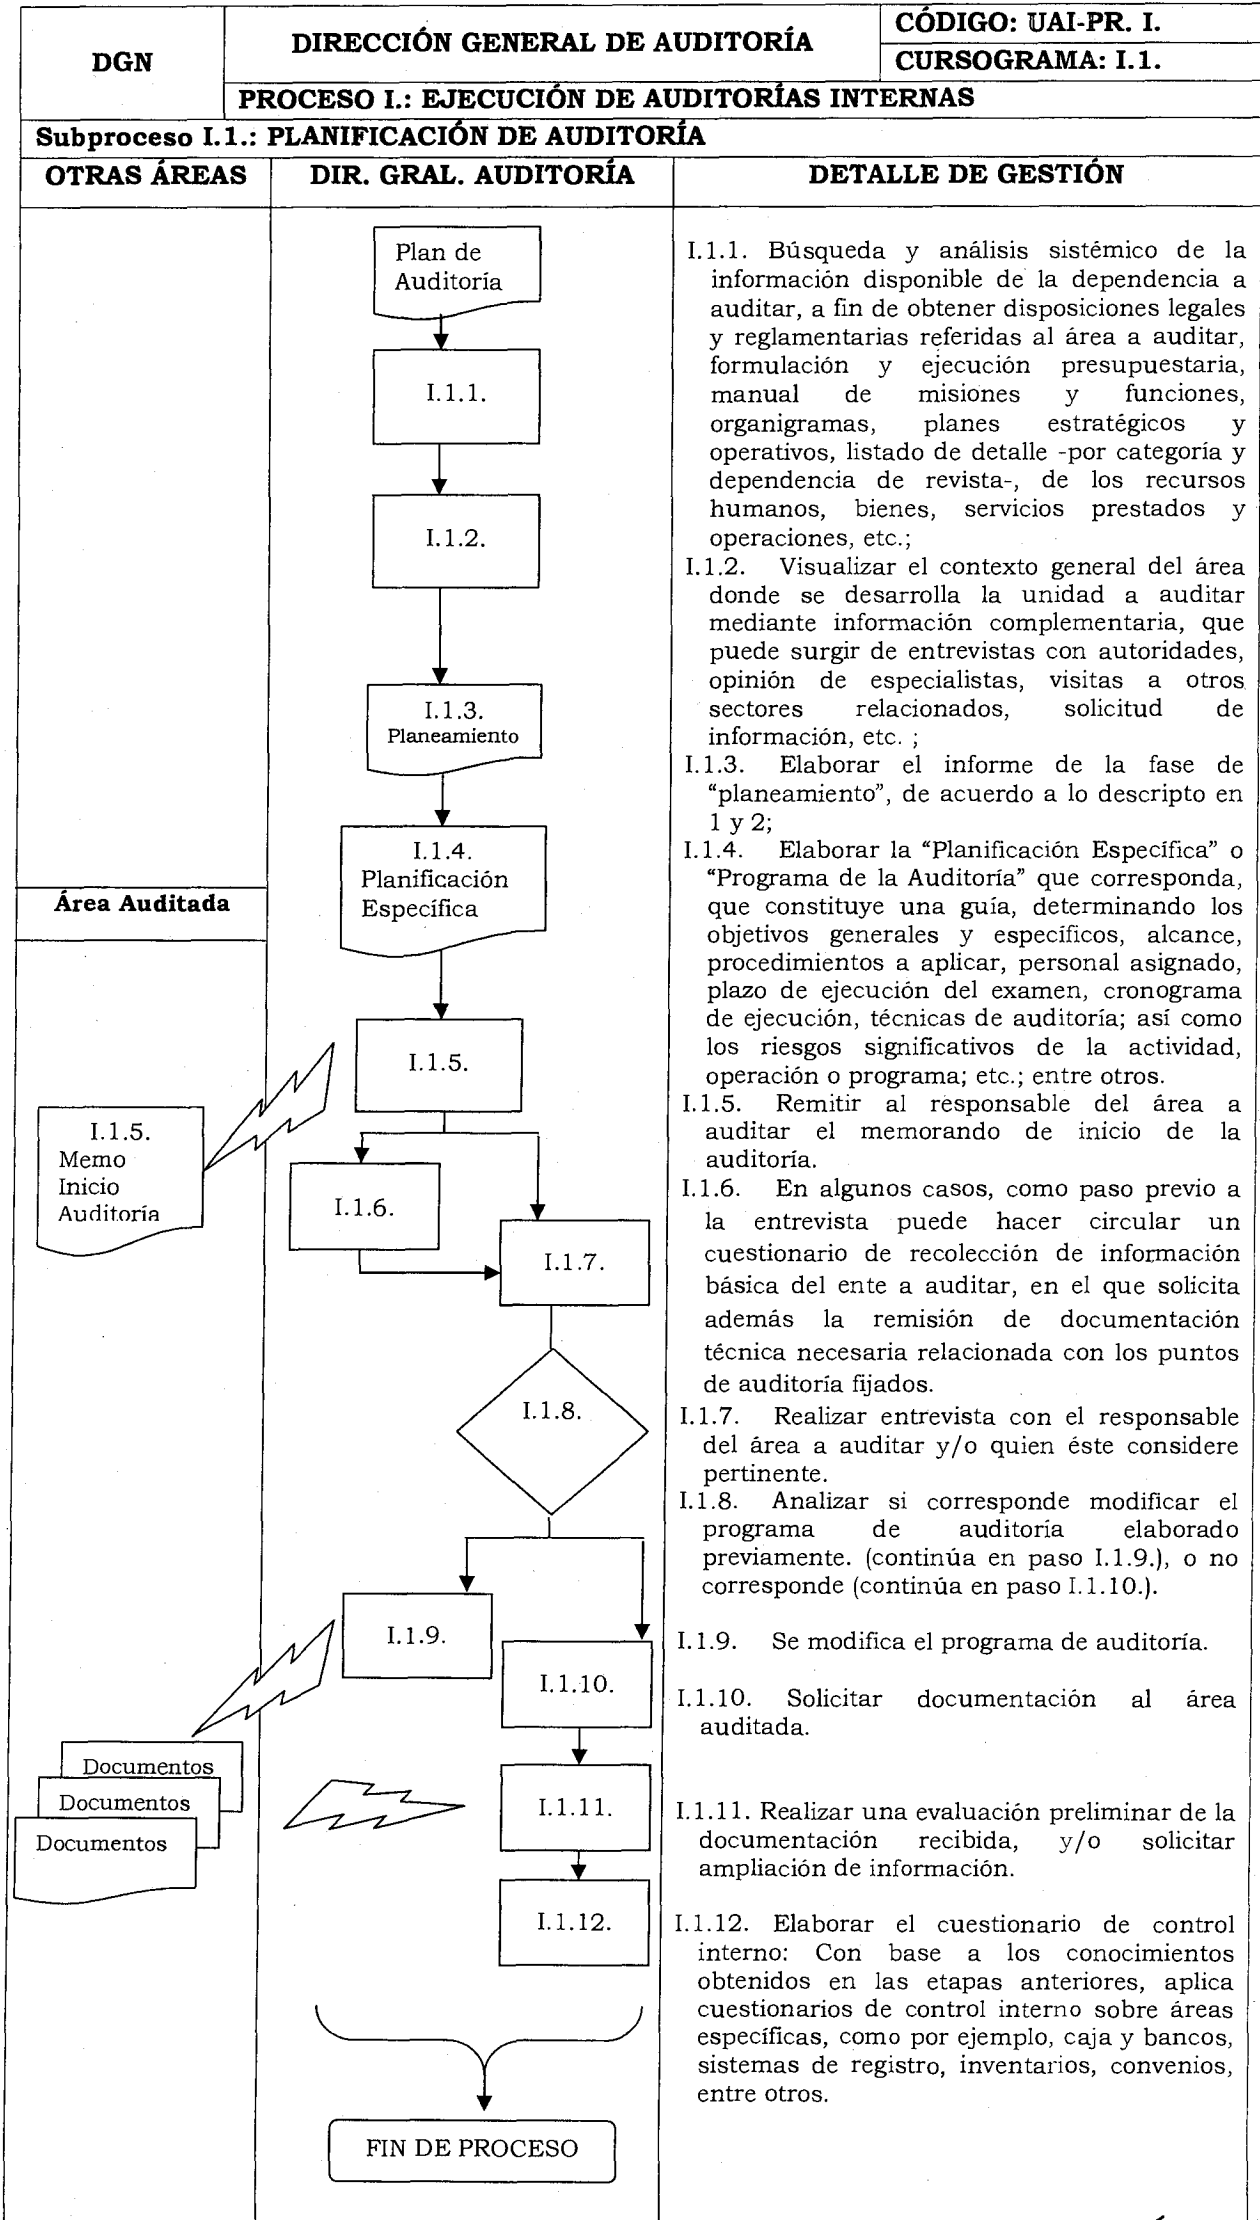 DGN
DIRECCIÓN GENERAL DE AUDITORÍA
CÓDIGO: UAI-PR. I.
CURSOGRAMA: I.1.
PROCESO I.: EJECUCIÓN DE AUDITORÍAS INTERNAS
Subproceso I.1.: PLANIFICACIÓN DE AUDITORÍA
OTRAS ÁREAS
DIR. GRAL. AUDITORÍA
DETALLE DE GESTIÓN
Plan de
Auditoría
I.1.1.
I.1.2.
I.1.3.
Planeamiento
I.1.4.
Planificación
Específica
Área Auditada
I.1.5.
I.1.5.
Memo
Inicio
Auditoría
I.1.6.
I.1.7.
I.1.8.
I.1.9.
I.1.10.
Documentos
Documentos
Documentos
I.1.11.
I.1.12.
FIN DE PROCESO
I.1.1. Búsqueda y análisis sistémico de la
información disponible de la dependencia a
auditar, a fin de obtener disposiciones legales
y reglamentarias referidas al área a auditar,
formulación y ejecución presupuestaria,
manual de misiones y funciones,
organigramas, planes estratégicos y
operativos, listado de detalle -por categoría y
dependencia de revista-, de los recursos
humanos, bienes, servicios prestados y
operaciones, etc.;
I.1.2. Visualizar el contexto general del área
donde se desarrolla la unidad a auditar
mediante información complementaria, que
puede surgir de entrevistas con autoridades,
opinión de especialistas, visitas a otros
sectores relacionados, solicitud de
información, etc. ;
I.1.3. Elaborar el informe de la fase de
“planeamiento”, de acuerdo a lo descripto en
1 y 2;
I.1.4. Elaborar la “Planificación Específica” o
“Programa de la Auditoría” que corresponda,
que constituye una guía, determinando los
objetivos generales y específicos, alcance,
procedimientos a aplicar, personal asignado,
plazo de ejecución del examen, cronograma
de ejecución, técnicas de auditoría; así como
los riesgos significativos de la actividad,
operación o programa; etc.; entre otros.
I.1.5. Remitir al responsable del área a
auditar el memorando de inicio de la
auditoría.
I.1.6. En algunos casos, como paso previo a
la entrevista puede hacer circular un
cuestionario de recolección de información
básica del ente a auditar, en el que solicita
además la remisión de documentación
técnica necesaria relacionada con los puntos
de auditoría fijados.
I.1.7. Realizar entrevista con el responsable
del área a auditar y/o quien éste considere
pertinente.
I.1.8. Analizar si corresponde modificar el
programa de auditoría elaborado
previamente. (continúa en paso I.1.9.), o no
corresponde (continúa en paso I.1.10.).
I.1.9. Se modifica el programa de auditoría.
I.1.10. Solicitar documentación al área
auditada.
I.1.11. Realizar una evaluación preliminar de la
documentación recibida, y/o solicitar
ampliación de información.
I.1.12. Elaborar el cuestionario de control
interno: Con base a los conocimientos
obtenidos en las etapas anteriores, aplica
cuestionarios de control interno sobre áreas
específicas, como por ejemplo, caja y bancos,
sistemas de registro, inventarios, convenios,
entre otros.